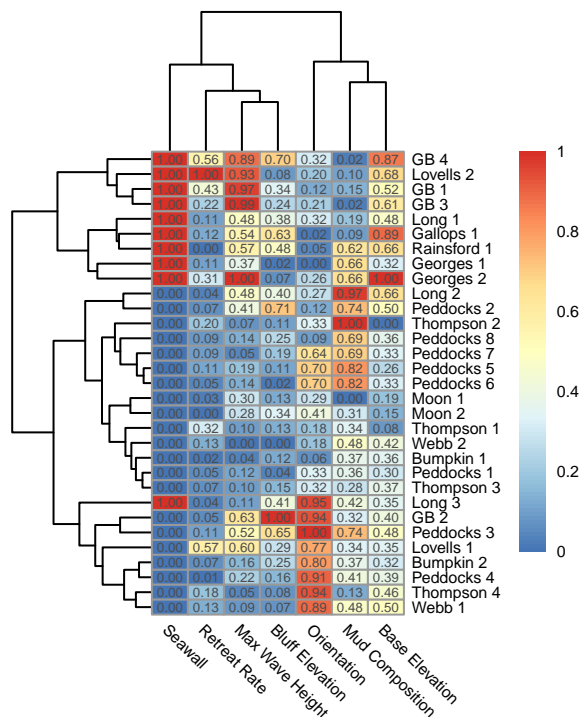 1.00 0.56 0.89 0.70 0.32 0.02 0.87 GB 4
1.00 1.00 0.93 0.08 0.20 0.10 0.68 Lovells 2
1.00 0.43 0.97 0.34 0.12 0.15 0.52 GB 1
1.00 0.22 0.99 0.24 0.21 0.02 0.61 GB 3
1.00 0.11 0.48 0.38 0.32 0.19 0.48 Long 1
1.00 0.12 0.54 0.63 0.02 0.09 0.89 Gallops 1
1.00 0.00 0.57 0.48 0.05 0.62 0.66 Rainsford 1
1.00 0.11 0.37 0.02 0.00 0.66 0.32 Georges 1
1.00 0.31 1.00 0.07 0.26 0.66 1.00 Georges 2
0.00 0.04 0.48 0.40 0.27 0.97 0.66 Long 2
0.00 0.07 0.41 0.71 0.12 0.74 0.50 Peddocks 2
0.00 0.20 0.07 0.11 0.33 1.00 0.00 Thompson 2
0.00 0.09 0.14 0.25 0.09 0.69 0.36 Peddocks 8
0.00 0.09 0.05 0.19 0.64 0.69 0.33 Peddocks 7
0.00 0.11 0.19 0.11 0.70 0.82 0.26 Peddocks 5
0.00 0.05 0.14 0.02 0.70 0.82 0.33 Peddocks 6
0.00 0.03 0.30 0.13 0.29 0.00 0.19 Moon 1
0.00 0.00 0.28 0.34 0.41 0.31 0.15 Moon 2
0.00 0.32 0.10 0.13 0.18 0.34 0.08 Thompson 1
0.00 0.13 0.00 0.00 0.18 0.48 0.42 Webb 2
0.00 0.02 0.04 0.12 0.06 0.37 0.36 Bumpkin 1
0.00 0.05 0.12 0.04 0.33 0.36 0.30 Peddocks 1
0.00 0.07 0.10 0.15 0.32 0.28 0.37 Thompson 3
1.00 0.04 0.11 0.41 0.95 0.42 0.35 Long 3
0.00 0.05 0.63 1.00 0.94 0.32 0.40 GB 2
0.00 0.11 0.52 0.65 1.00 0.74 0.48 Peddocks 3
0.00 0.57 0.60 0.29 0.77 0.34 0.35 Lovells 1
0.00 0.07 0.16 0.25 0.80 0.37 0.32 Bumpkin 2
0.00 0.01 0.22 0.16 0.91 0.41 0.39 Peddocks 4
0.00 0.18 0.05 0.08 0.94 0.13 0.46 Thompson 4
0.00 0.13 0.09 0.07 0.89 0.48 0.50 Webb 1
Seawall
Retreat Rate
Max Wave Height
Bluff Elevation
Orientation
Mud Composition
Base Elevation
1
0.8
0.6
0.4
0.2
0